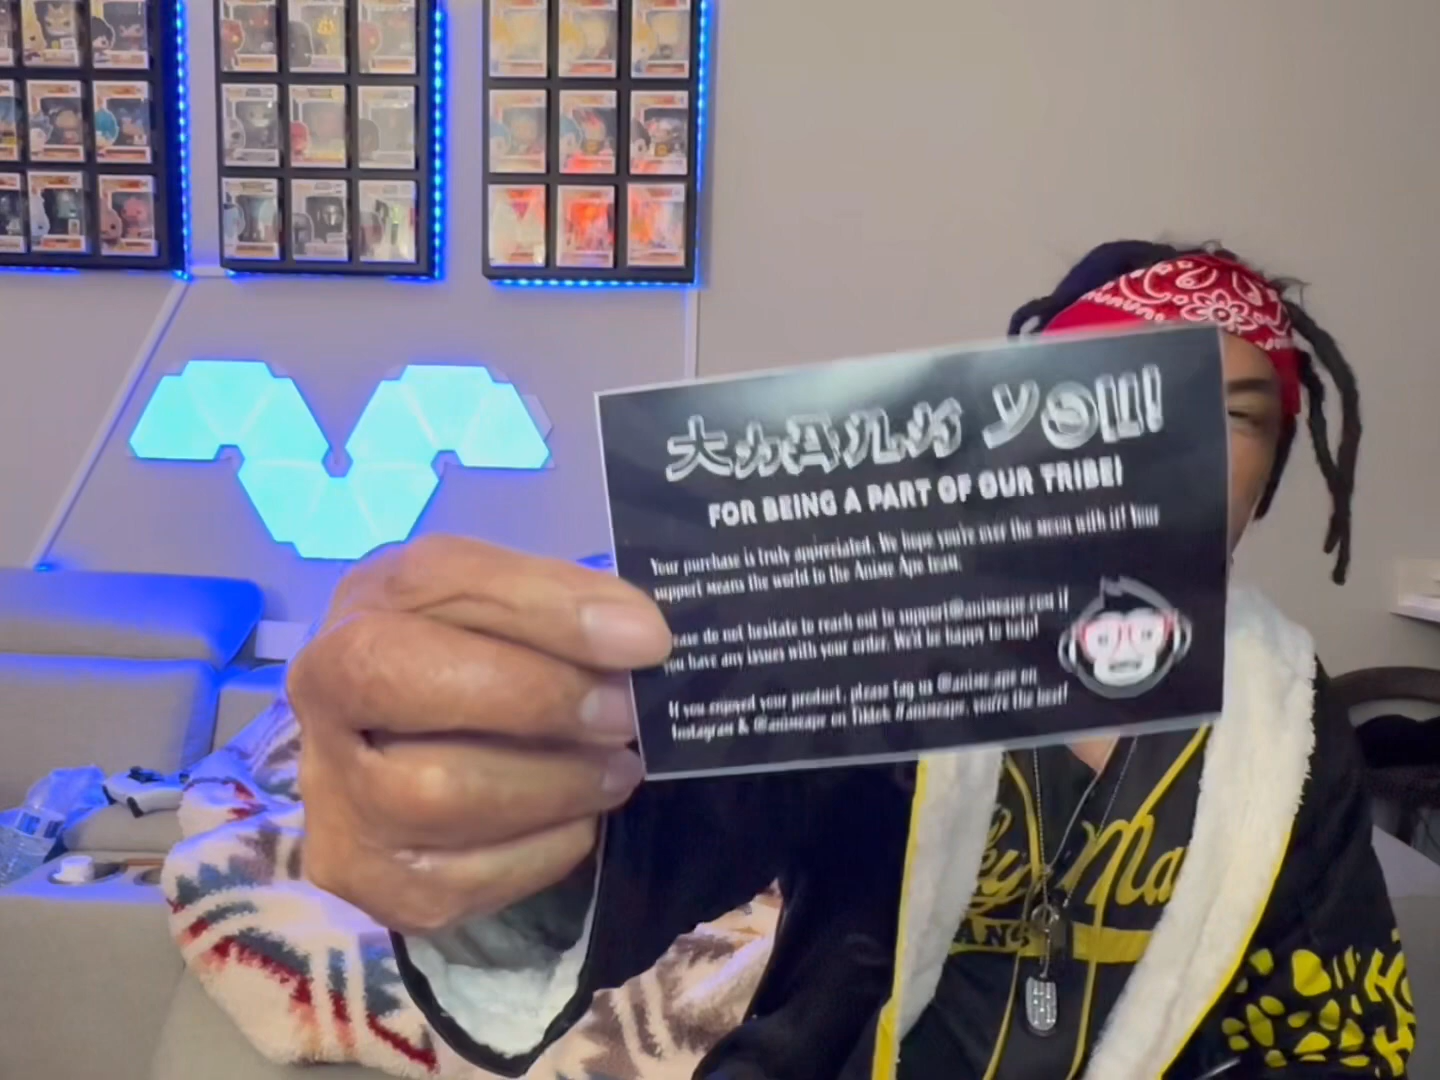 THANK YOU!
FOR BEING A PART OF OUR TRIBE!
Your purchase is truly appreciated. We hope you're over the moon with it! Your
support means the world to the Anime Ape team.
ease do not hesitate to reach out to support@animeape.com if
you have any issues with your order. We'd be happy to help!
If you enjoyed your product, please tag us @anime.ape on
Instagram & @animeape on Tiktok #animeape, you're the best!